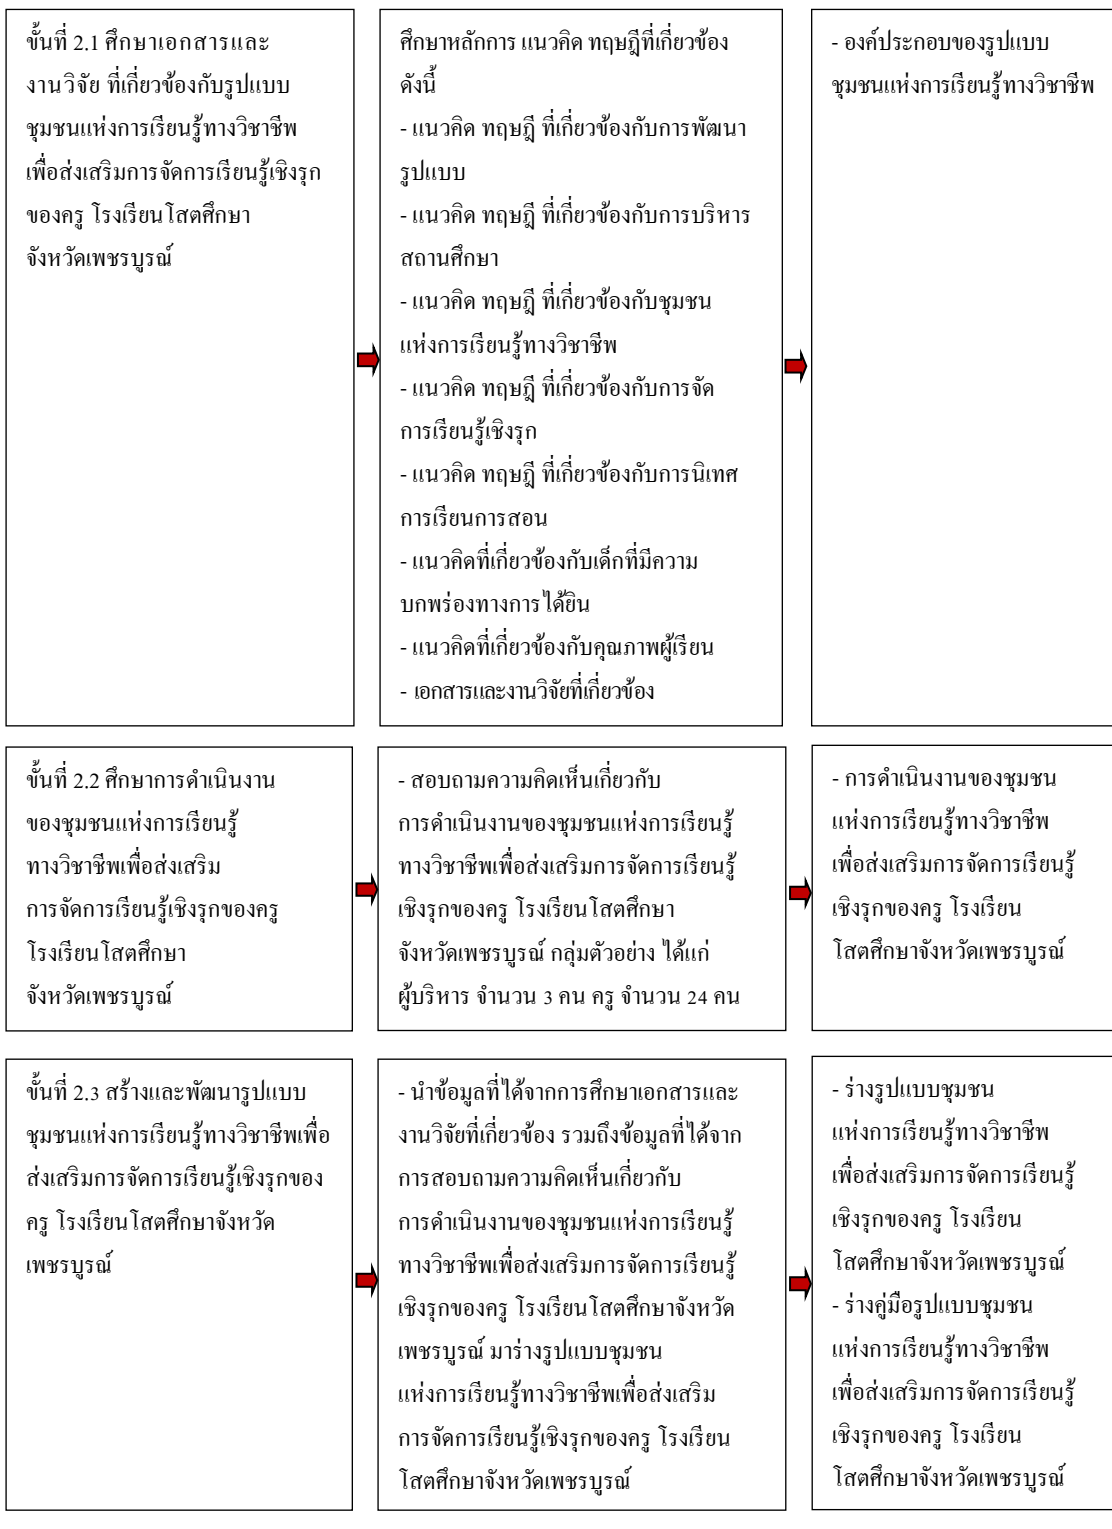 ขั้นที่ 2.1 ศึกษาเอกสารและ
งานวิจัย ที่เกี่ยวข้องกับรูปแบบ
ชุมชนแห่งการเรียนรู้ทางวิชาชีพ
เพื่อส่งเสริมการจัดการเรียนรู้เชิงรุก
ของครู โรงเรียนโสตศึกษา
จังหวัดเพชรบูรณ์
ศึกษาหลักการ แนวคิด ทฤษฎีที่เกี่ยวข้อง
ดังนี้
- แนวคิด ทฤษฎี ที่เกี่ยวข้องกับการพัฒนา
รูปแบบ
- แนวคิด ทฤษฎี ที่เกี่ยวข้องกับการบริหาร
สถานศึกษา
- แนวคิด ทฤษฎี ที่เกี่ยวข้องกับชุมชน
แห่งการเรียนรู้ทางวิชาชีพ
- แนวคิด ทฤษฎี ที่เกี่ยวข้องกับการจัด
การเรียนรู้เชิงรุก
- แนวคิด ทฤษฎี ที่เกี่ยวข้องกับการนิเทศ
การเรียนการสอน
- แนวคิดที่เกี่ยวข้องกับเด็กที่มีความ
บกพร่องทางการได้ยิน
- แนวคิดที่เกี่ยวข้องกับคุณภาพผู้เรียน
- เอกสารและงานวิจัยที่เกี่ยวข้อง
- องค์ประกอบของรูปแบบ
ชุมชนแห่งการเรียนรู้ทางวิชาชีพ
ขั้นที่ 2.2 ศึกษาการดำเนินงาน
ของชุมชนแห่งการเรียนรู้
ทางวิชาชีพเพื่อส่งเสริม
การจัดการเรียนรู้เชิงรุกของครู
โรงเรียนโสตศึกษา
จังหวัดเพชรบูรณ์
- สอบถามความคิดเห็นเกี่ยวกับ
การดำเนินงานของชุมชนแห่งการเรียนรู้
ทางวิชาชีพเพื่อส่งเสริมการจัดการเรียนรู้
เชิงรุกของครู โรงเรียนโสตศึกษา
จังหวัดเพชรบูรณ์ กลุ่มตัวอย่าง ได้แก่
ผู้บริหาร จำนวน 3 คน ครู จำนวน 24 คน
- การดำเนินงานของชุมชน
แห่งการเรียนรู้ทางวิชาชีพ
เพื่อส่งเสริมการจัดการเรียนรู้
เชิงรุกของครู โรงเรียน
โสตศึกษาจังหวัดเพชรบูรณ์
ขั้นที่ 2.3 สร้างและพัฒนารูปแบบ
ชุมชนแห่งการเรียนรู้ทางวิชาชีพเพื่อ
ส่งเสริมการจัดการเรียนรู้เชิงรุกของ
ครู โรงเรียนโสตศึกษาจังหวัด
เพชรบูรณ์
- นำข้อมูลที่ได้จากการศึกษาเอกสารและ
งานวิจัยที่เกี่ยวข้อง รวมถึงข้อมูลที่ได้จาก
การสอบถามความคิดเห็นเกี่ยวกับ
การดำเนินงานของชุมชนแห่งการเรียนรู้
ทางวิชาชีพเพื่อส่งเสริมการจัดการเรียนรู้
เชิงรุกของครู โรงเรียนโสตศึกษาจังหวัด
เพชรบูรณ์ มาร่างรูปแบบชุมชน
แห่งการเรียนรู้ทางวิชาชีพเพื่อส่งเสริม
การจัดการเรียนรู้เชิงรุกของครู โรงเรียน
โสตศึกษาจังหวัดเพชรบูรณ์
- ร่างรูปแบบชุมชน
แห่งการเรียนรู้ทางวิชาชีพ
เพื่อส่งเสริมการจัดการเรียนรู้
เชิงรุกของครู โรงเรียน
โสตศึกษาจังหวัดเพชรบูรณ์
- ร่างคู่มือรูปแบบชุมชน
แห่งการเรียนรู้ทางวิชาชีพ
เพื่อส่งเสริมการจัดการเรียนรู้
เชิงรุกของครู โรงเรียน
โสตศึกษาจังหวัดเพชรบูรณ์